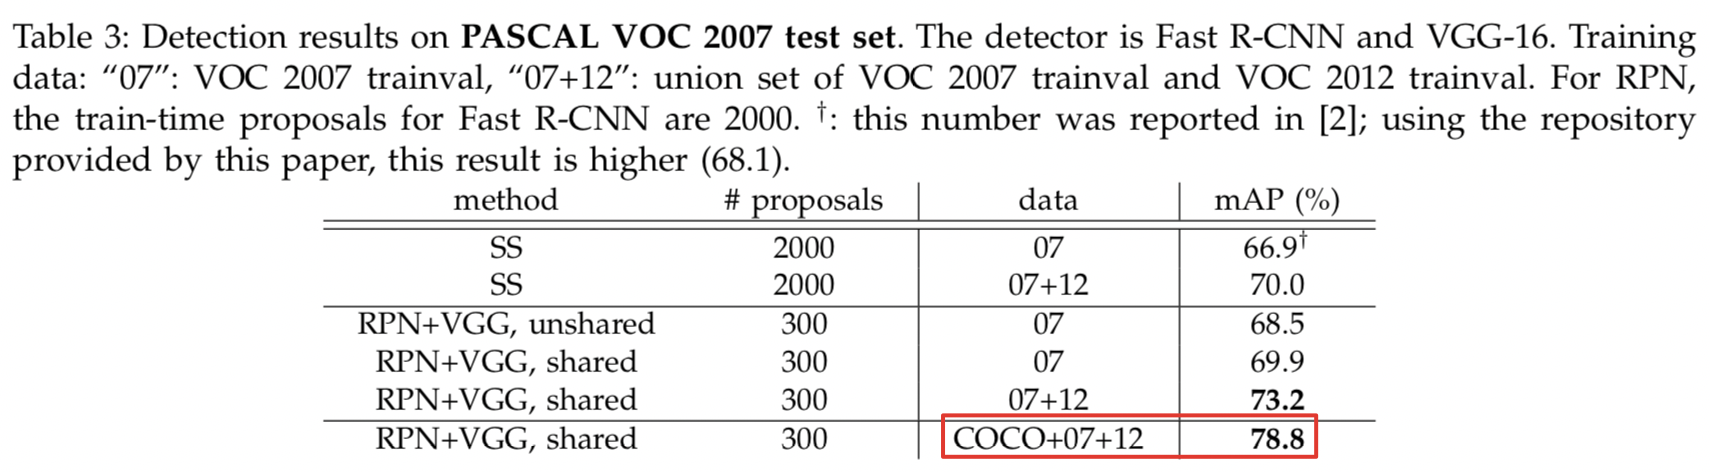 Table 3: Detection results on PASCAL VOC 2007 test set. The detector is Fast R-CNN and VGG-16. Training
data: “07”: VOC 2007 trainval, “07+12”: union set of VOC 2007 trainval and VOC 2012 trainval. For RPN,
the train-time proposals for Fast R-CNN are 2000. †: this number was reported in [2]; using the repository
provided by this paper, this result is higher (68.1).
method # proposals data mAP (%)
SS 2000 07 66.9†
SS 2000 07+12 70.0
RPN+VGG, unshared 300 07 68.5
RPN+VGG, shared 300 07 69.9
RPN+VGG, shared 300 07+12 73.2
RPN+VGG, shared 300 COCO+07+12 78.8